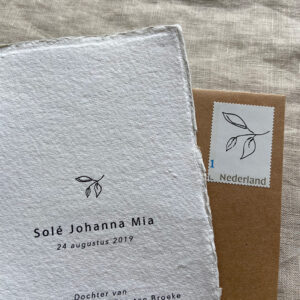 Solé Johanna Mia
24 augustus 2019
Dochter van
1
Nederland